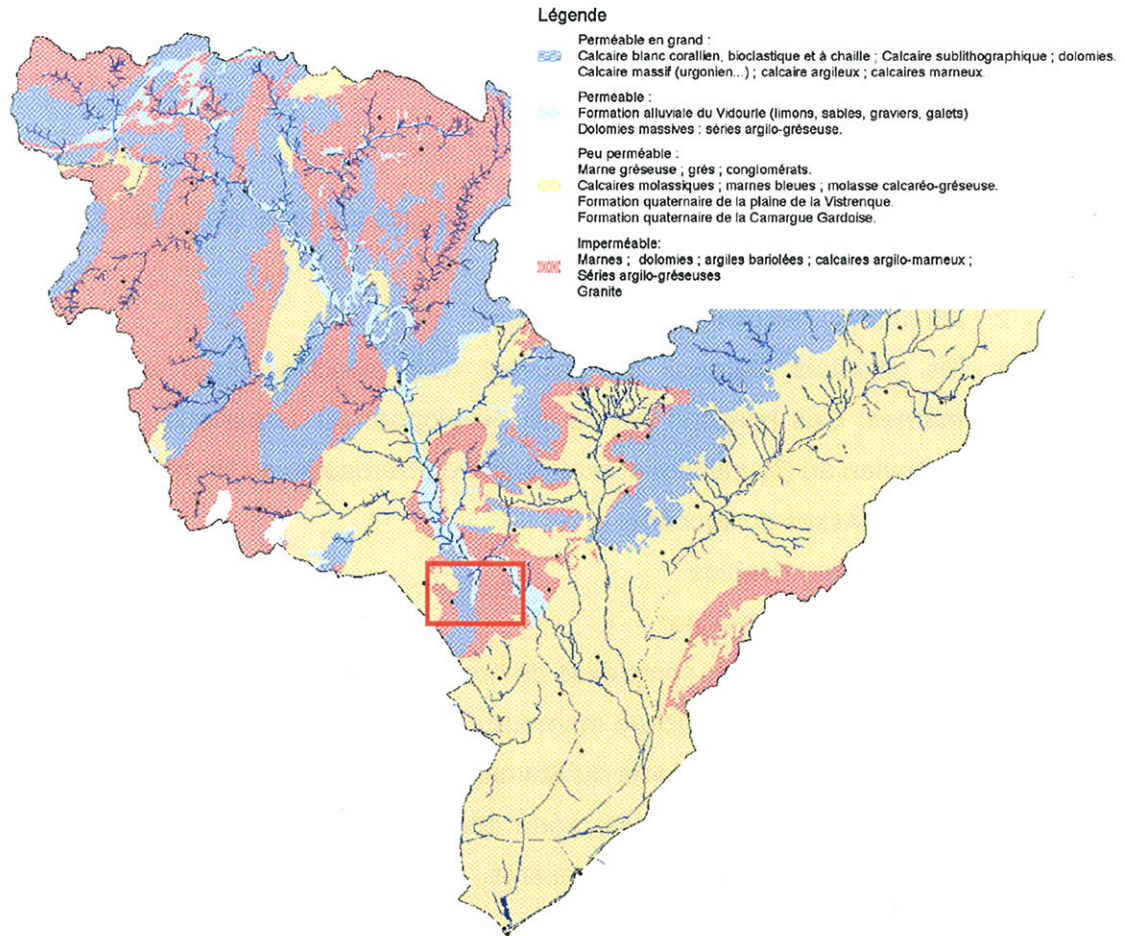 Légende
Perméable en grand :
Calcaire blanc corallien, bioclastique et à chaille ; Calcaire sublithographique ; dolomies.
Calcaire massif (urgonien...) ; calcaire argileux ; calcaires marneux.
Perméable :
Formation alluviale du Vidourle (limons, sables, graviers, galets)
Dolomies massives : séries argilo-gréseuse.
Peu perméable :
Marne gréseuse ; grés ; conglomérats.
Calcaires molassiques ; marnes bleues ; molasse calcaréo-gréseuse.
Formation quaternaire de la plaine de la Vistrenque.
Formation quaternaire de la Camargue Gardoise.
Imperméable:
Marnes ; dolomies ; argiles bariolées ; calcaires argilo-marneux ;
Séries argilo-gréseuses
Granite